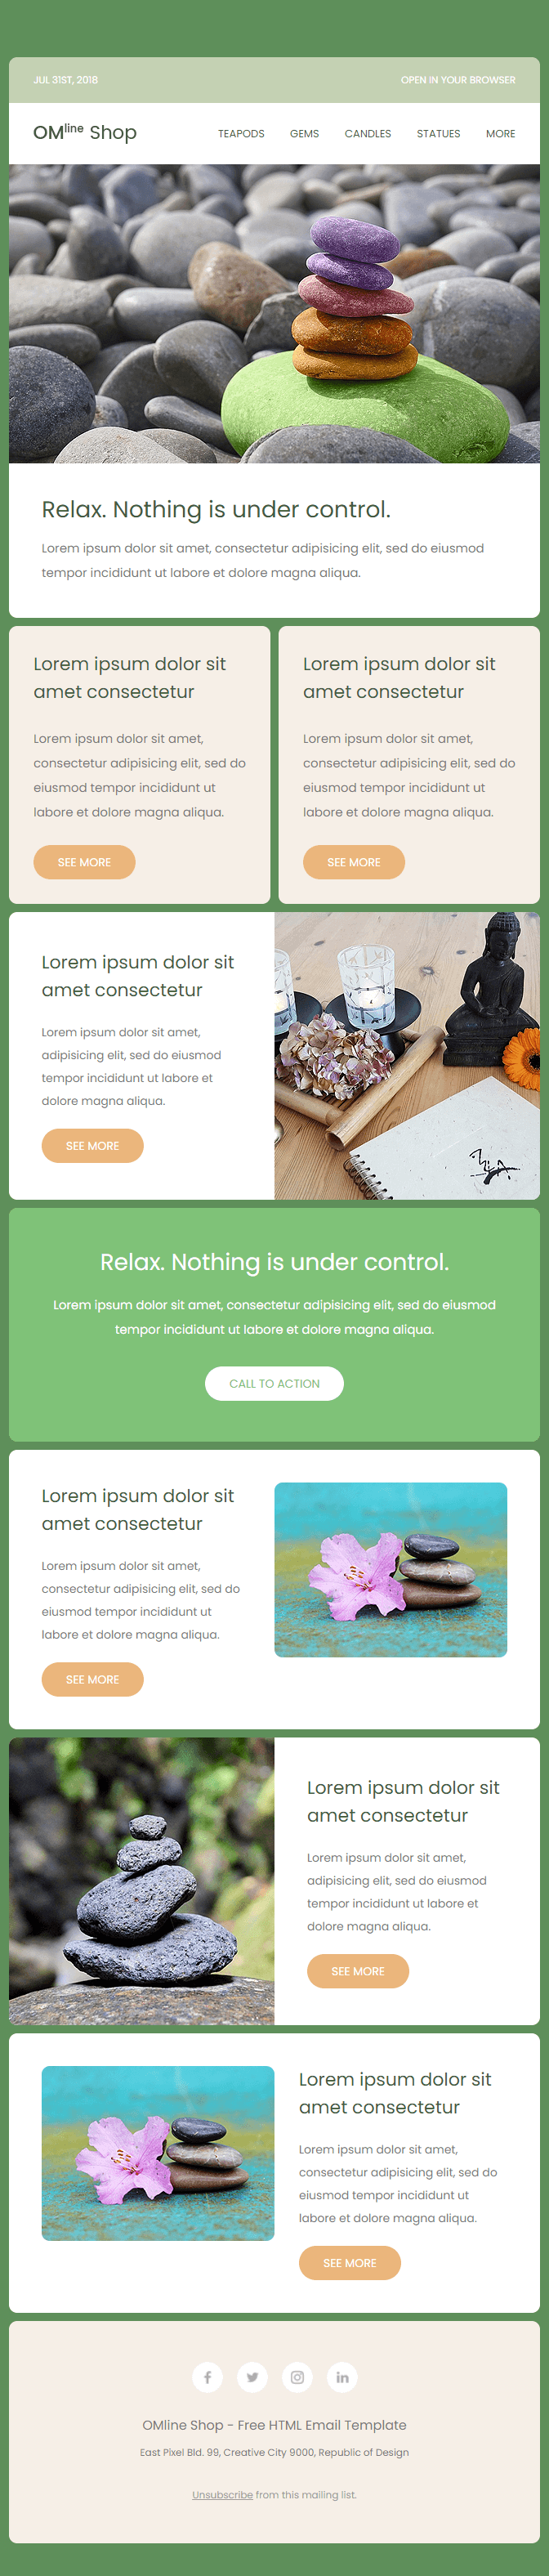 JUL 31ST, 2018 OPEN IN YOUR BROWSER
OMline Shop TEAPODS GEMS CANDLES STATUES MORE
Relax. Nothing is under control.
Lorem ipsum dolor sit amet, consectetur adipisicing elit, sed do eiusmod
tempor incididunt ut labore et dolore magna aliqua.
Lorem ipsum dolor sit
amet consectetur
Lorem ipsum dolor sit amet,
consectetur adipisicing elit, sed do
eiusmod tempor incididunt ut
labore et dolore magna aliqua.
SEE MORE
Lorem ipsum dolor sit
amet consectetur
Lorem ipsum dolor sit amet,
consectetur adipisicing elit, sed do
eiusmod tempor incididunt ut
labore et dolore magna aliqua.
SEE MORE
Lorem ipsum dolor sit
amet consectetur
Lorem ipsum dolor sit amet,
adipisicing elit, sed do eiusmod
tempor incididunt ut labore et
dolore magna aliqua.
SEE MORE
Relax. Nothing is under control.
Lorem ipsum dolor sit amet, consectetur adipisicing elit, sed do eiusmod
tempor incididunt ut labore et dolore magna aliqua.
CALL TO ACTION
Lorem ipsum dolor sit
amet consectetur
Lorem ipsum dolor sit amet,
consectetur adipisicing elit, sed do
eiusmod tempor incididunt ut
labore et dolore magna aliqua.
SEE MORE
Lorem ipsum dolor sit
amet consectetur
Lorem ipsum dolor sit amet,
adipisicing elit, sed do eiusmod
tempor incididunt ut labore et
dolore magna aliqua.
SEE MORE
Lorem ipsum dolor sit
amet consectetur
Lorem ipsum dolor sit amet,
consectetur adipisicing elit, sed do
eiusmod tempor incididunt ut
labore et dolore magna aliqua.
SEE MORE
OMline Shop - Free HTML Email Template
East Pixel Bld. 99, Creative City 9000, Republic of Design
Unsubscribe from this mailing list.